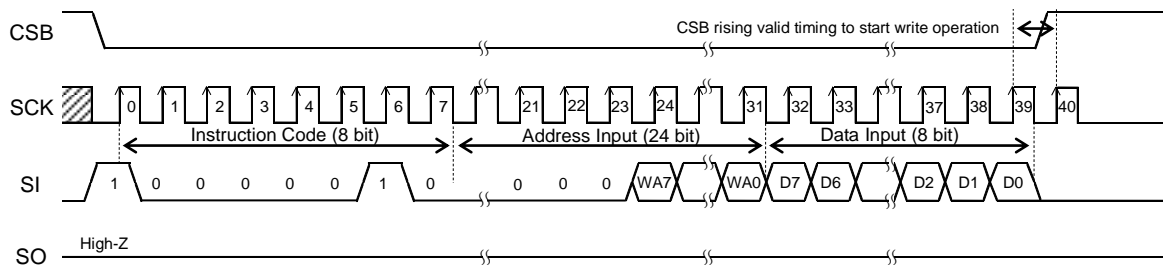 CSB
CSB rising valid timing to start write operation
SCK
0 1 2 3 4 5 6 7 21 22 23 24 31 32 33 37 38 39 40
Instruction Code (8 bit) Address Input (24 bit) Data Input (8 bit)
SI
1 0 0 0 0 0 1 0 0 0 0 WA7 WA0 D7 D6 D2 D1 D0
High-Z
SO